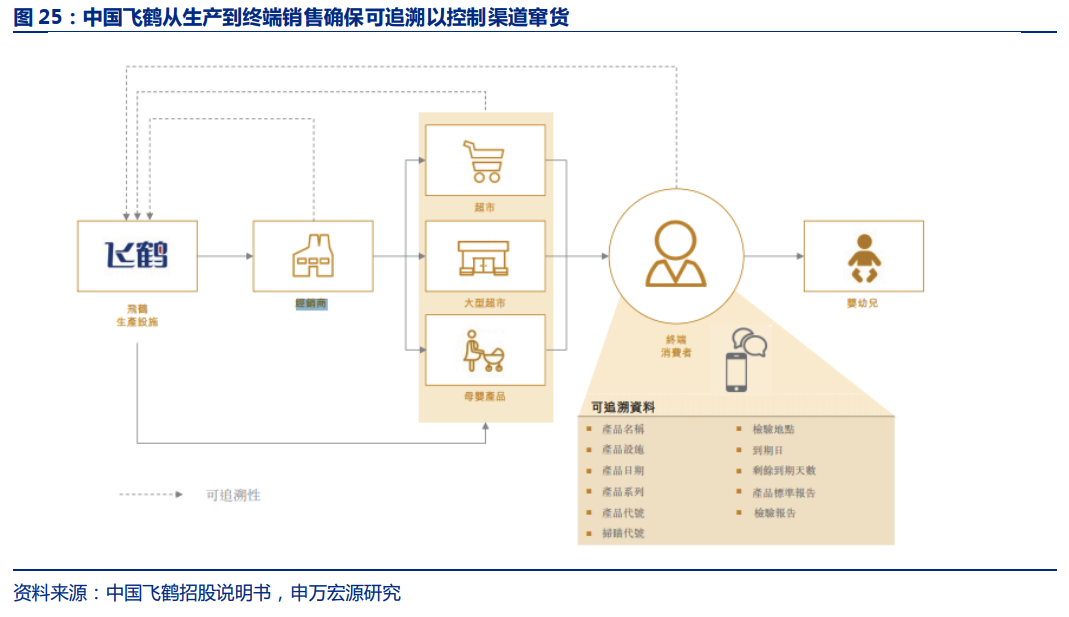 图 25：中国飞鹤从生产到终端销售确保可追溯以控制渠道窜货
飞鹤
飛鶴
生產設施
經銷商
超市
大型超市
母嬰產品
終端
消費者
嬰幼兒
可追溯資料
產品名稱
產品設施
產品日期
產品系列
產品代號
掃瞄代號
檢驗地點
到期日
剩餘到期天數
產品標準報告
檢驗報告
可追溯性
资料来源：中国飞鹤招股说明书，申万宏源研究